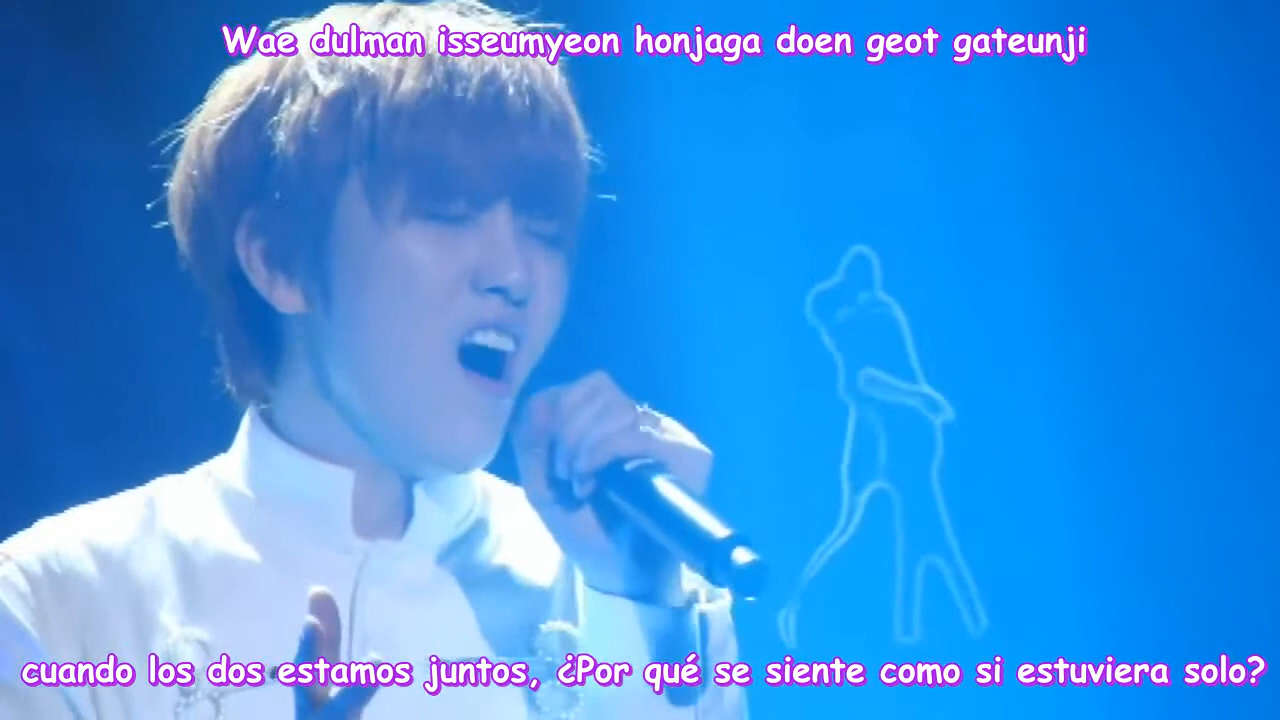 Wae dulman isseumyeon honjaga doen geot gateunji
cuando los dos estamos juntos, ¿Por qué se siente como si estuviera solo?